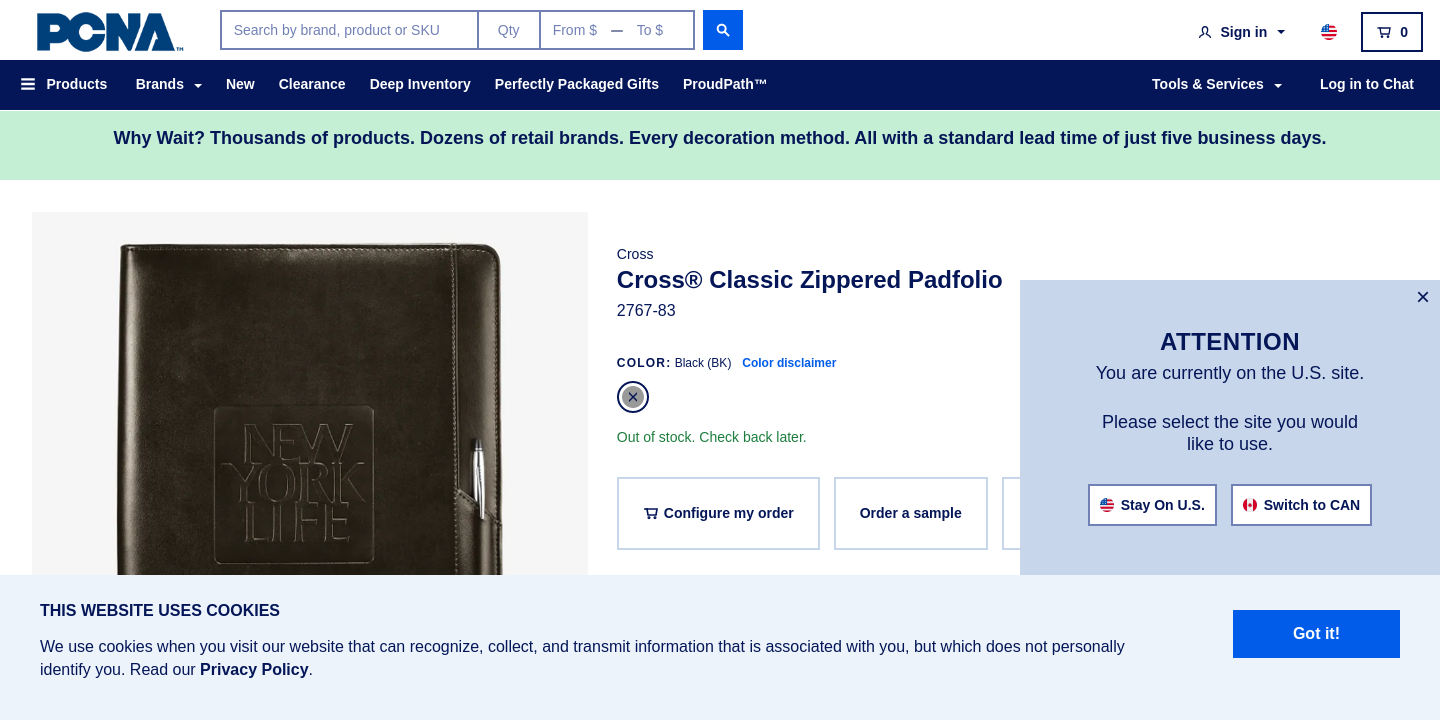 PCNA™
Search by brand, product or SKU
Qty
From $ — To $
Sign in
0
Products
Brands
New
Clearance
Deep Inventory
Perfectly Packaged Gifts
ProudPath™
Tools & Services
Log in to Chat
Why Wait? Thousands of products. Dozens of retail brands. Every decoration method. All with a standard lead time of just five business days.
NEW
YORK
LIFE
Cross
Cross® Classic Zippered Padfolio
2767-83
COLOR: Black (BK) Color disclaimer
Out of stock. Check back later.
Configure my order
Order a sample
ATTENTION
You are currently on the U.S. site.
Please select the site you would
like to use.
Stay On U.S.
Switch to CAN
THIS WEBSITE USES COOKIES
We use cookies when you visit our website that can recognize, collect, and transmit information that is associated with you, but which does not personally
identify you. Read our Privacy Policy.
Got it!